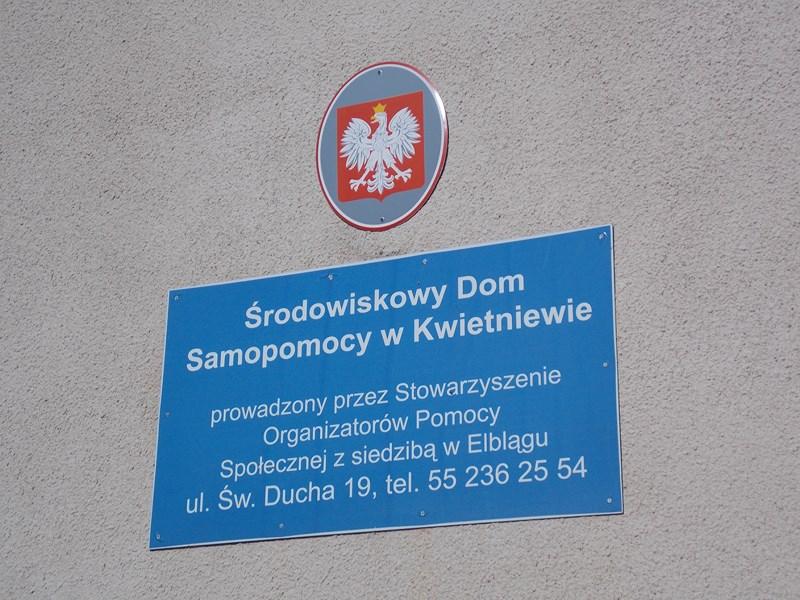 Środowiskowy Dom
Samopomocy w Kwietniewie
prowadzony przez Stowarzyszenie
Organizatorów Pomocy
Społecznej z siedzibą w Elblągu
ul. Św. Ducha 19, tel. 55 236 25 54